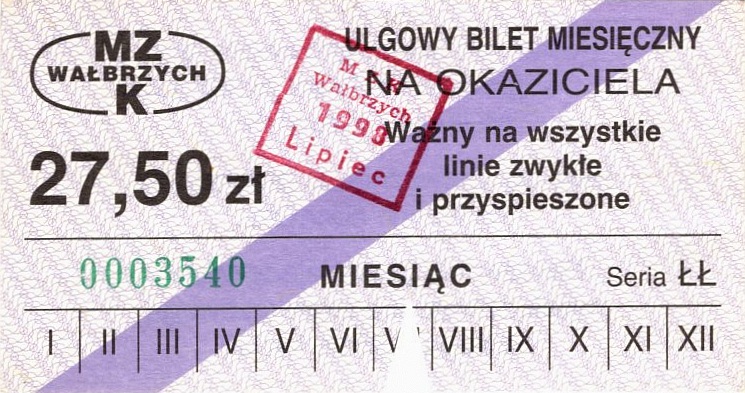 MZ
WAŁBRZYCH
K
ULGOWY BILET MIESIĘCZNY
NA OKAZICIELA
Ważny na wszystkie
linie zwykłe
i przyspieszone
27,50 zł
M Z K
Wałbrzych
1998
Lipiec
0003540 MIESIĄC Seria ŁŁ
I II III IV V VI VIII IX X XI XII